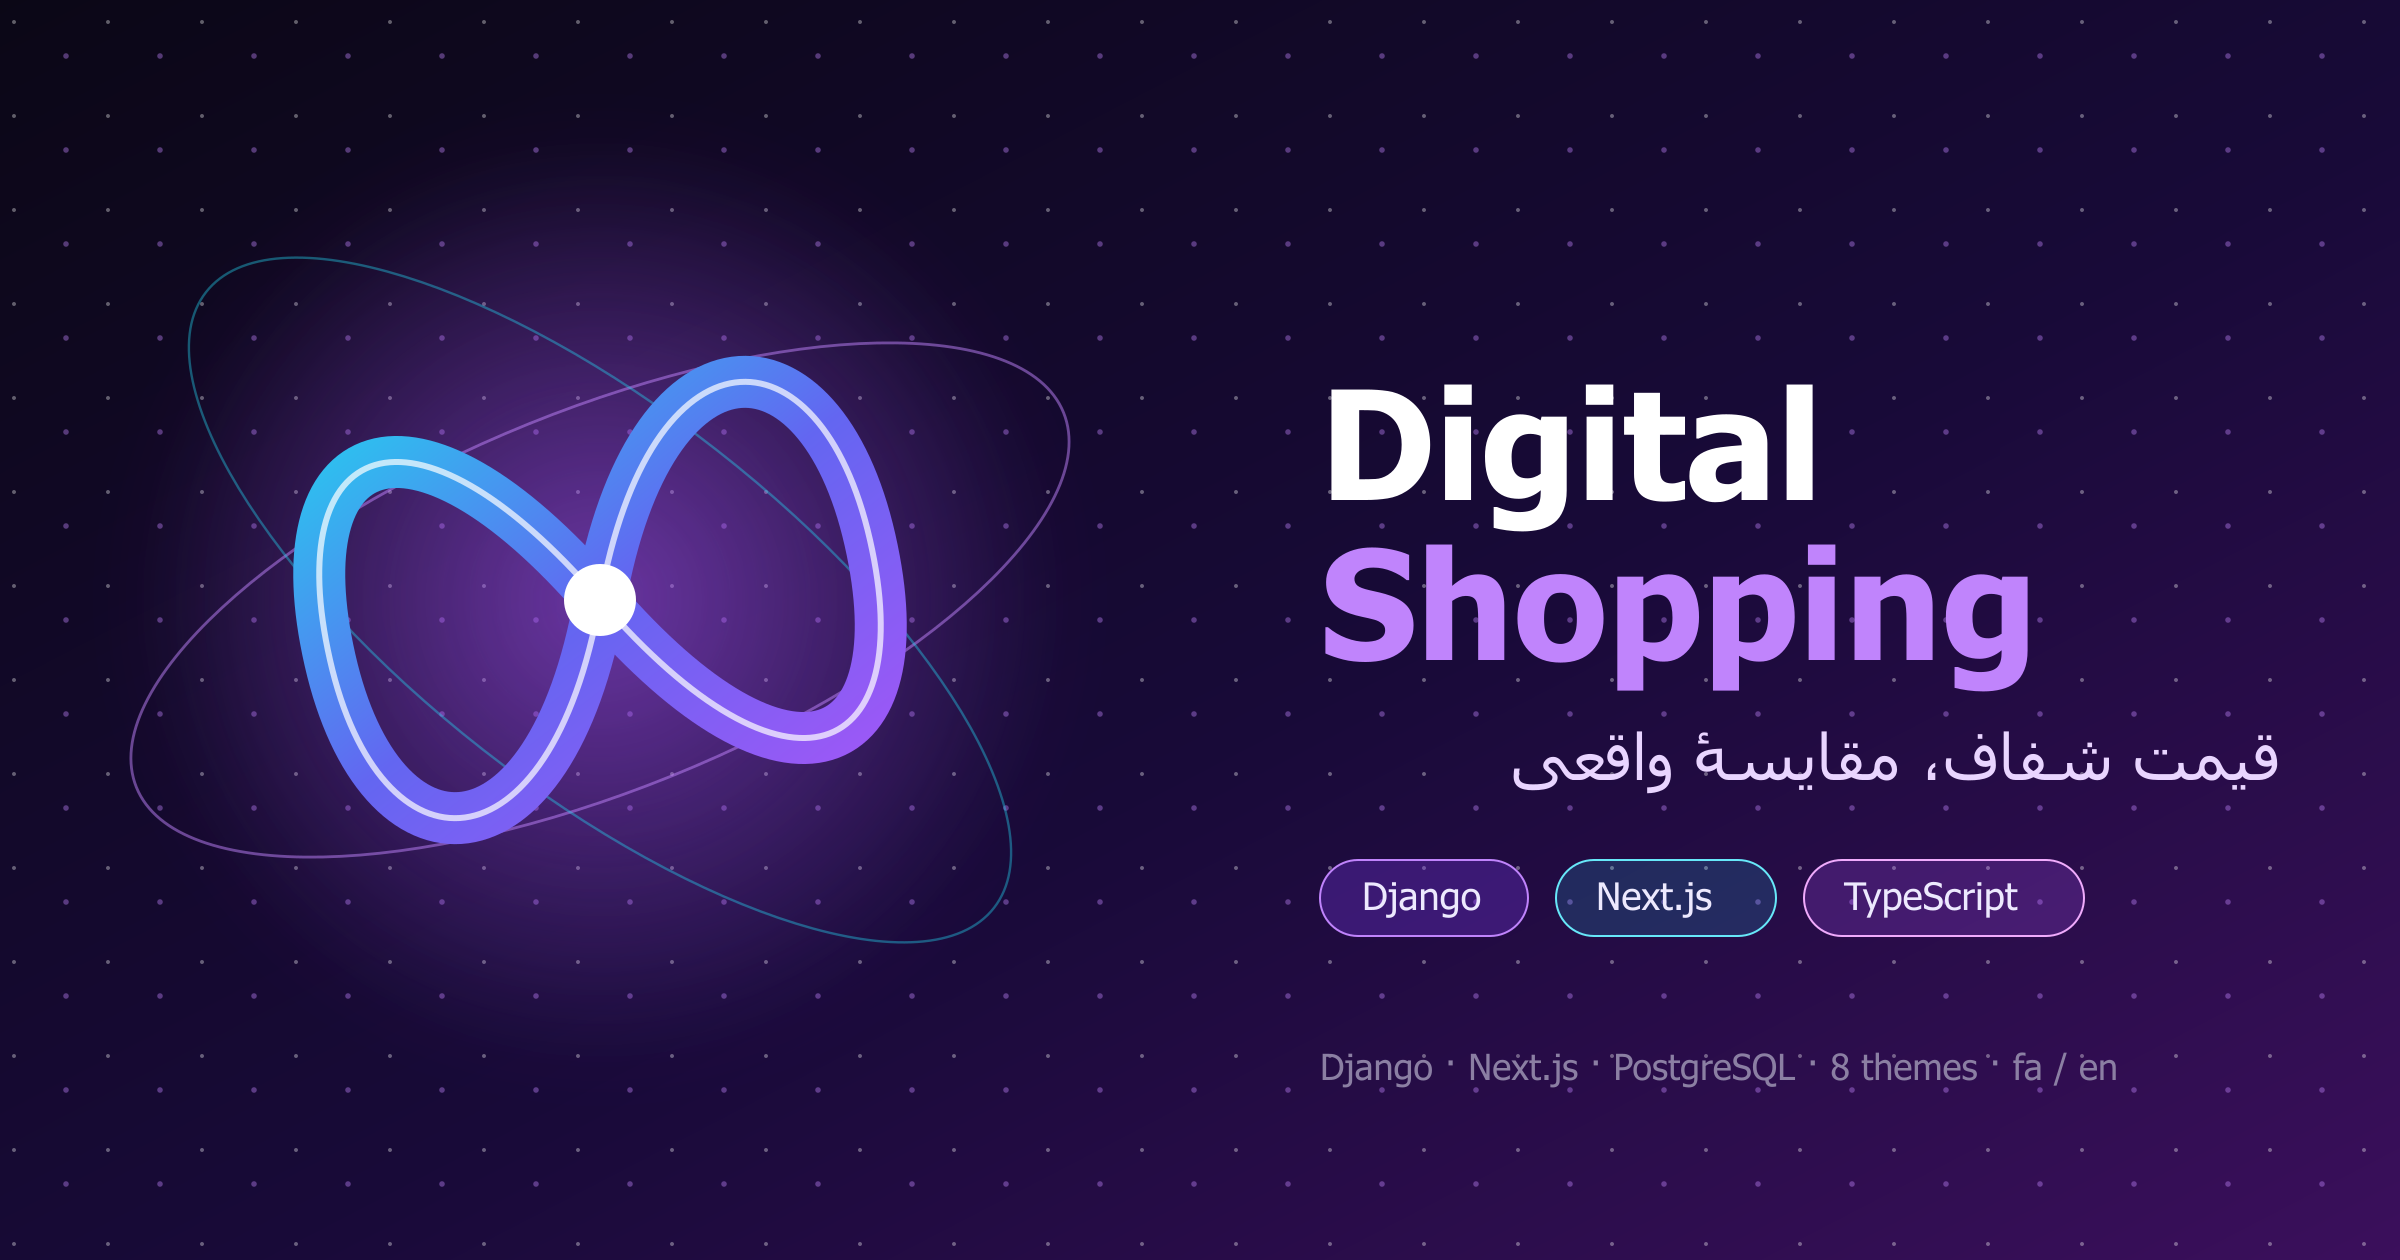 Digital
Shopping
قیمت شفاف، مقایسهٔ واقعی
Django Next.js TypeScript
Django · Next.js · PostgreSQL · 8 themes · fa / en